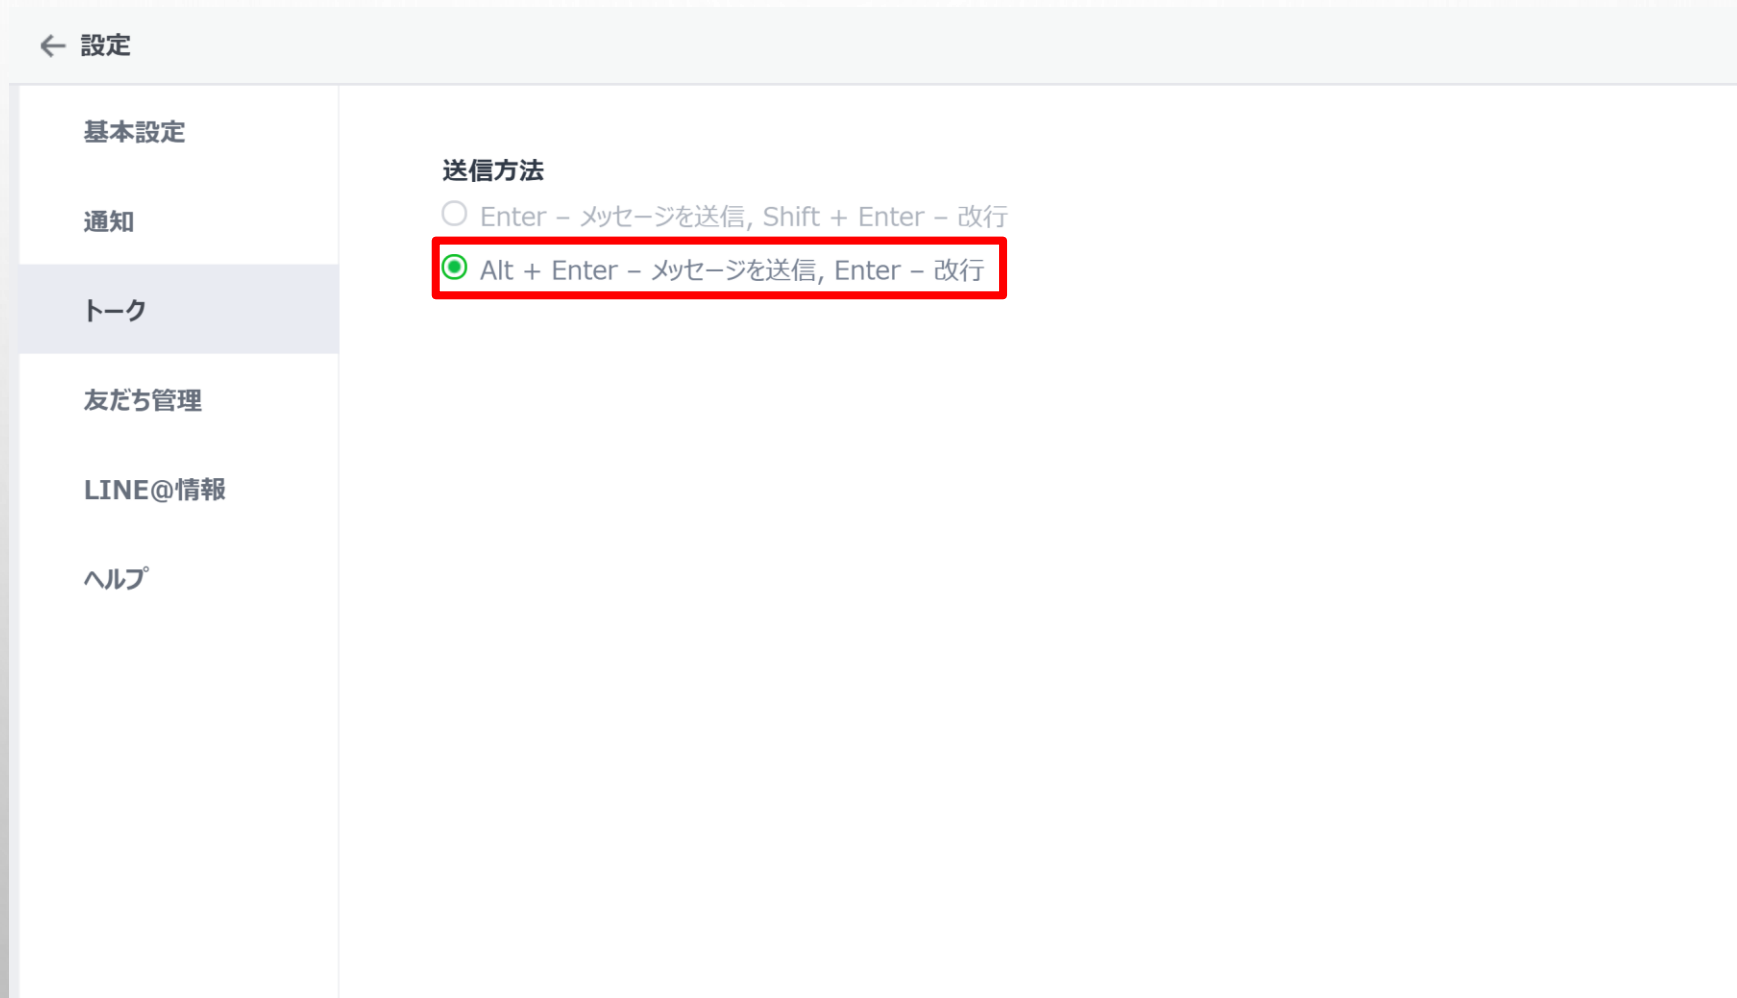 ← 設定
基本設定
通知
トーク
友だち管理
LINE@情報
ヘルプ
送信方法
Enter – メッセージを送信, Shift + Enter – 改行
Alt + Enter – メッセージを送信, Enter – 改行